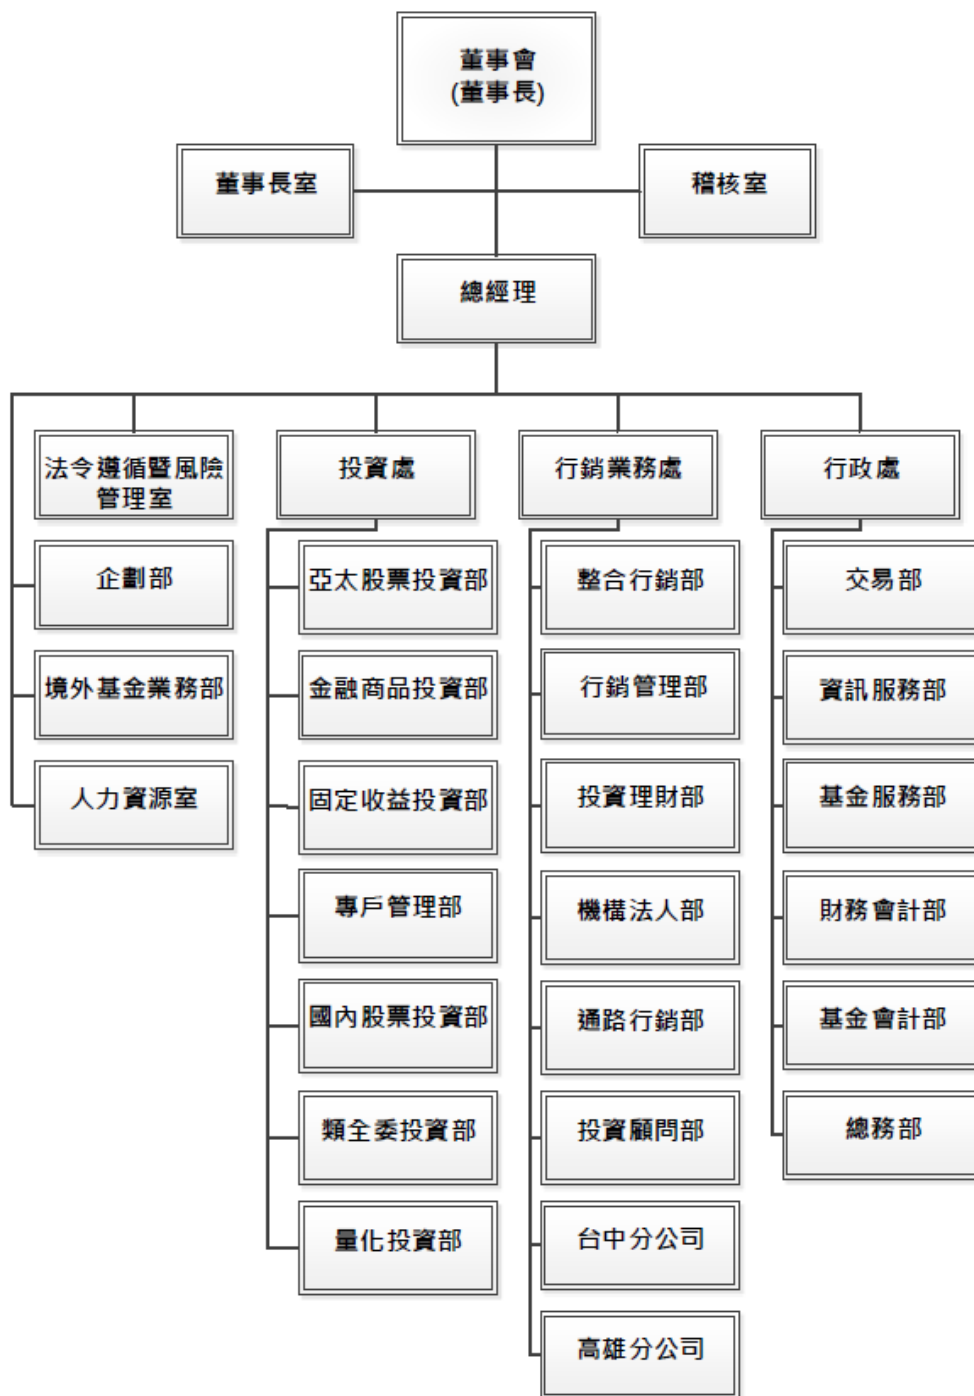 董事會
(董事長)
董事長室
稽核室
總經理
法令遵循暨風險
管理室
投資處
行銷業務處
行政處
企劃部
亞太股票投資部
整合行銷部
交易部
境外基金業務部
金融商品投資部
行銷管理部
資訊服務部
人力資源室
固定收益投資部
投資理財部
基金服務部
專戶管理部
機構法人部
財務會計部
國內股票投資部
通路行銷部
基金會計部
類全委投資部
投資顧問部
總務部
量化投資部
台中分公司
高雄分公司